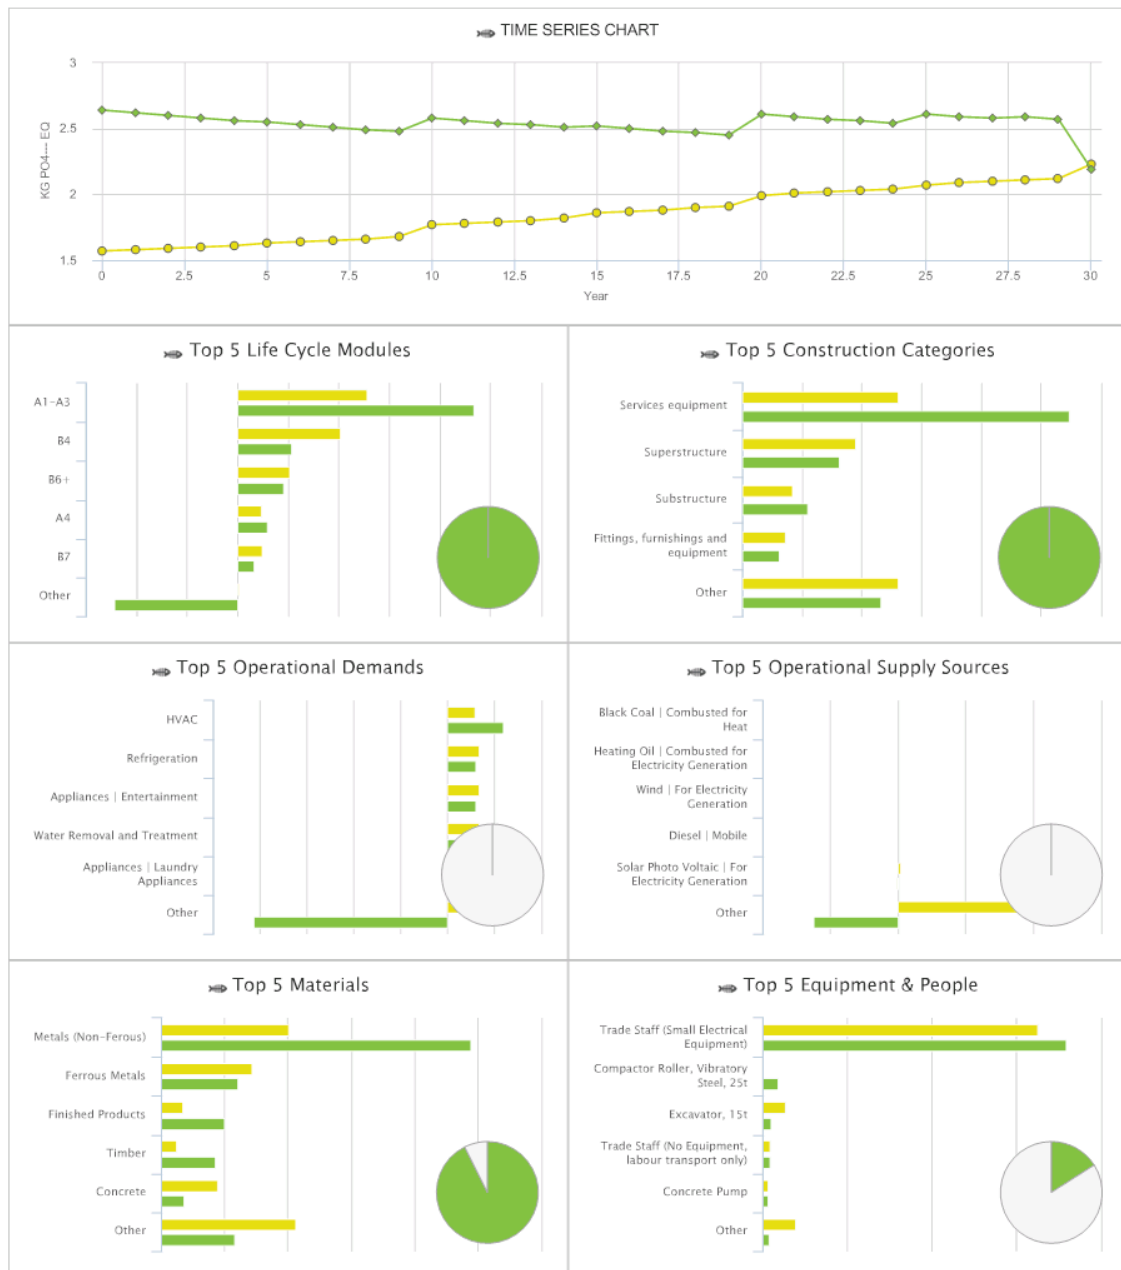 TIME SERIES CHART
3
2.5
2
1.5
KG PO4--- EQ
0
2.5
5
7.5
10
12.5
15
17.5
20
22.5
25
27.5
30
Year
Top 5 Life Cycle Modules
A1-A3
B4
B6+
A4
B7
Other
Top 5 Construction Categories
Services equipment
Superstructure
Substructure
Fittings, furnishings and
equipment
Other
Top 5 Operational Demands
HVAC
Refrigeration
Appliances | Entertainment
Water Removal and Treatment
Appliances | Laundry
Appliances
Other
Top 5 Operational Supply Sources
Black Coal | Combusted for
Heat
Heating Oil | Combusted for
Electricity Generation
Wind | For Electricity
Generation
Diesel | Mobile
Solar Photo Voltaic | For
Electricity Generation
Other
Top 5 Materials
Metals (Non-Ferous)
Ferrous Metals
Finished Products
Timber
Concrete
Other
Top 5 Equipment & People
Trade Staff (Small Electrical
Equipment)
Compactor Roller, Vibratory
Steel, 25t
Excavator, 15t
Trade Staff (No Equipment,
labour transport only)
Concrete Pump
Other